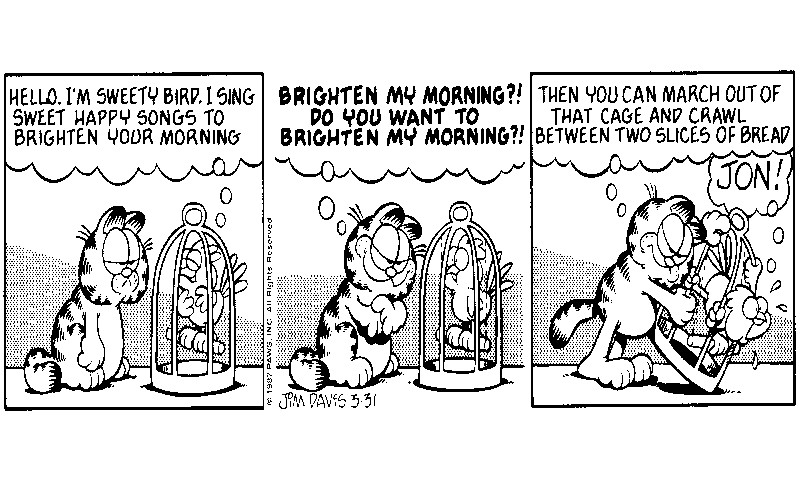 HELLO. I'M SWEETY BIRD. I SING
SWEET HAPPY SONGS TO
BRIGHTEN YOUR MORNING
BRIGHTEN MY MORNING?!
DO YOU WANT TO
BRIGHTEN MY MORNING?!
THEN YOU CAN MARCH OUT OF
THAT CAGE AND CRAWL
BETWEEN TWO SLICES OF BREAD
JON!
© 1987 PAWS, INC. All Rights Reserved
JIM DAVIS 3·31